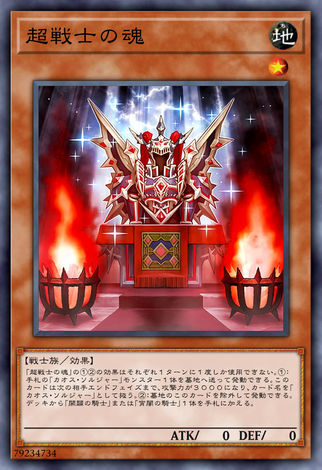 超戦士の魂
地
ち
【戦士族／効果】
「超戦士の魂」の①②の効果はそれぞれ１ターンに１度しか使用できない。①：
手札の「カオス・ソルジャー」モンスター１体を墓地へ送って発動できる。この
カードは次の相手エンドフェイズまで、攻撃力が３０００になり、カード名を
「カオス・ソルジャー」として扱う。②：墓地のこのカードを除外して発動できる。
デッキから「開闢の騎士」または「宵闇の騎士」１体を手札に加える。
ATK/ 0 DEF/ 0
79234734